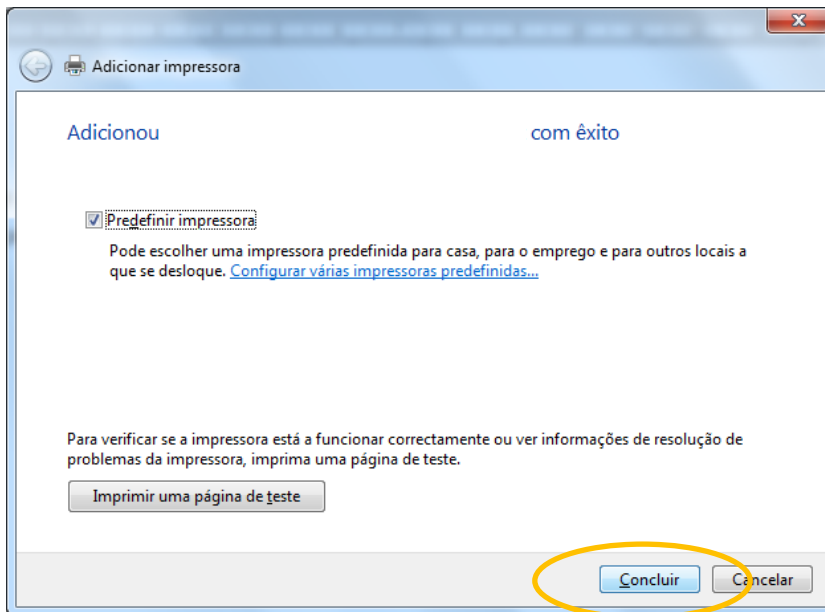 Adicionar impressora
Adicionou com êxito
Predefinir impressora
Pode escolher uma impressora predefinida para casa, para o emprego e para outros locais a
que se desloque. Configurar várias impressoras predefinidas...
Para verificar se a impressora está a funcionar correctamente ou ver informações de resolução de
problemas da impressora, imprima uma página de teste.
Imprimir uma página de teste
Concluir Cancelar